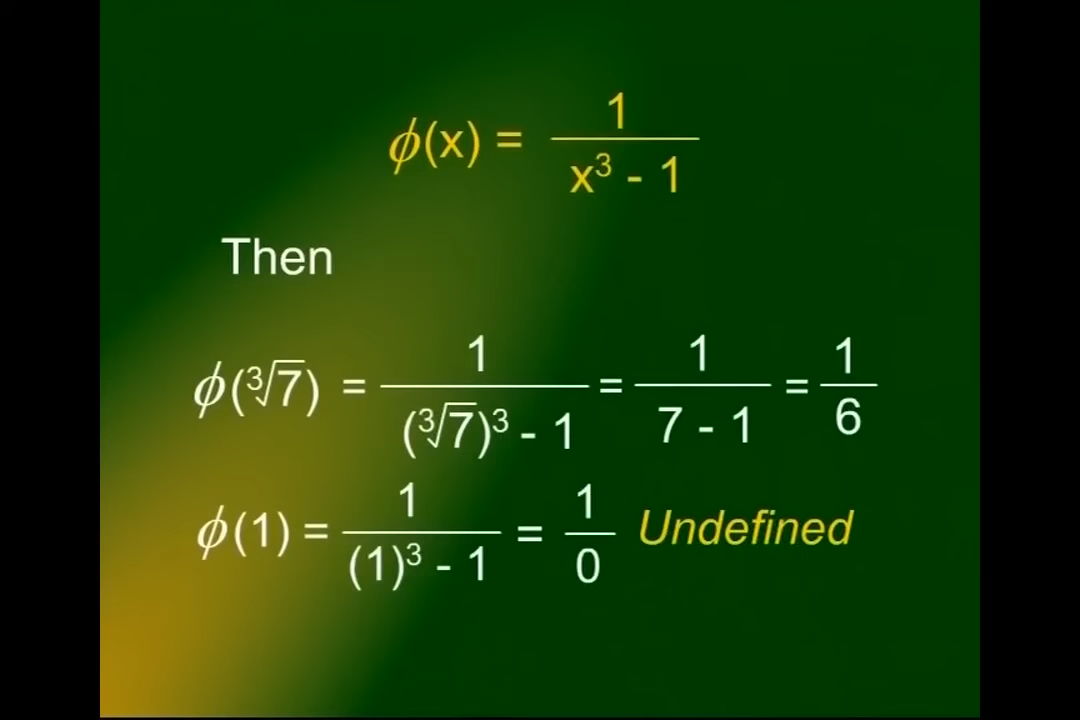 ϕ(x) = 1 / (x³ - 1)
Then
ϕ(∛7) = 1 / ((∛7)³ - 1) = 1 / (7 - 1) = 1/6
ϕ(1) = 1 / ((1)³ - 1) = 1/0 Undefined